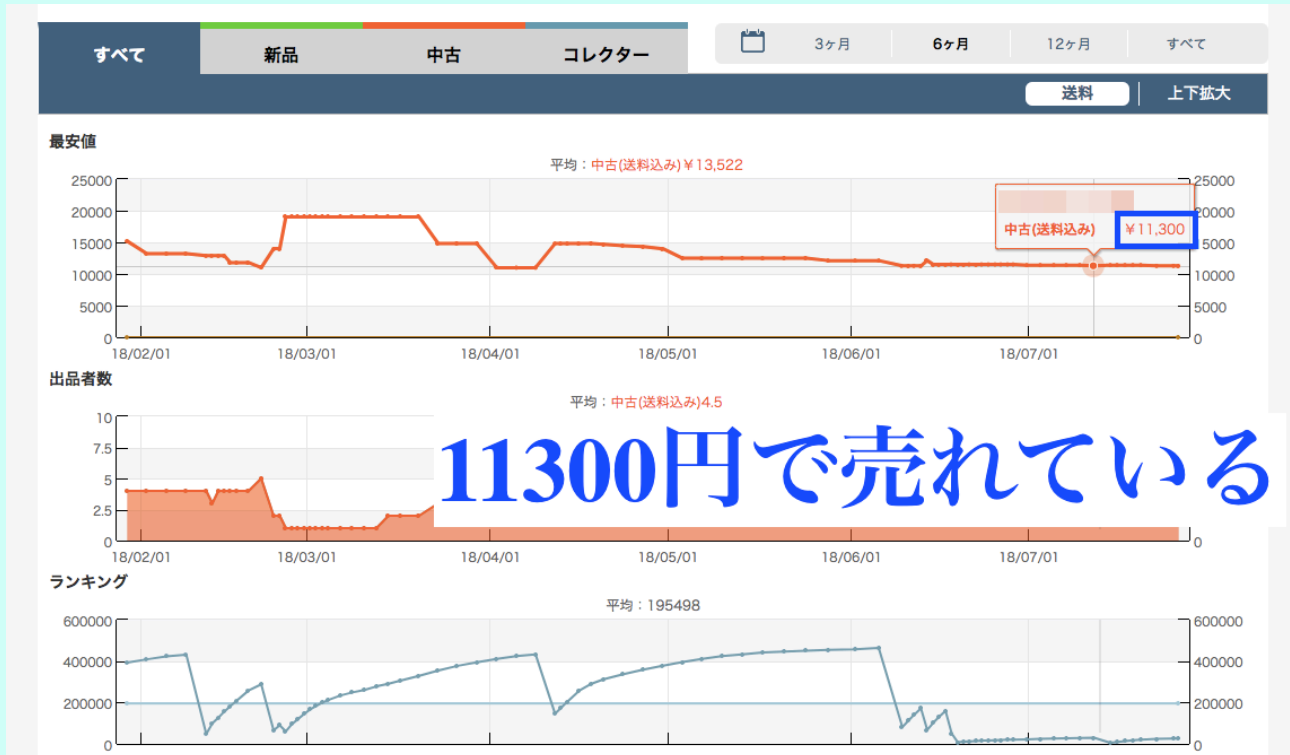 すべて 新品 中古 コレクター 3ヶ月 6ヶ月 12ヶ月 すべて
送料 上下拡大
最安値
平均：中古(送料込み)￥13,522
25000 25000
20000 20000
中古(送料込み) ￥11,300
15000 5000
10000 10000
5000 5000
0 0
18/02/01 18/03/01 18/04/01 18/05/01 18/06/01 18/07/01
出品者数
平均：中古(送料込み)4.5
10
7.5
11300円で売れている
5
2.5
0 0
18/02/01 18/03/01 18/04/01 18/05/01 18/06/01 18/07/01
ランキング
平均：195498
600000 600000
400000 400000
200000 200000
0 0